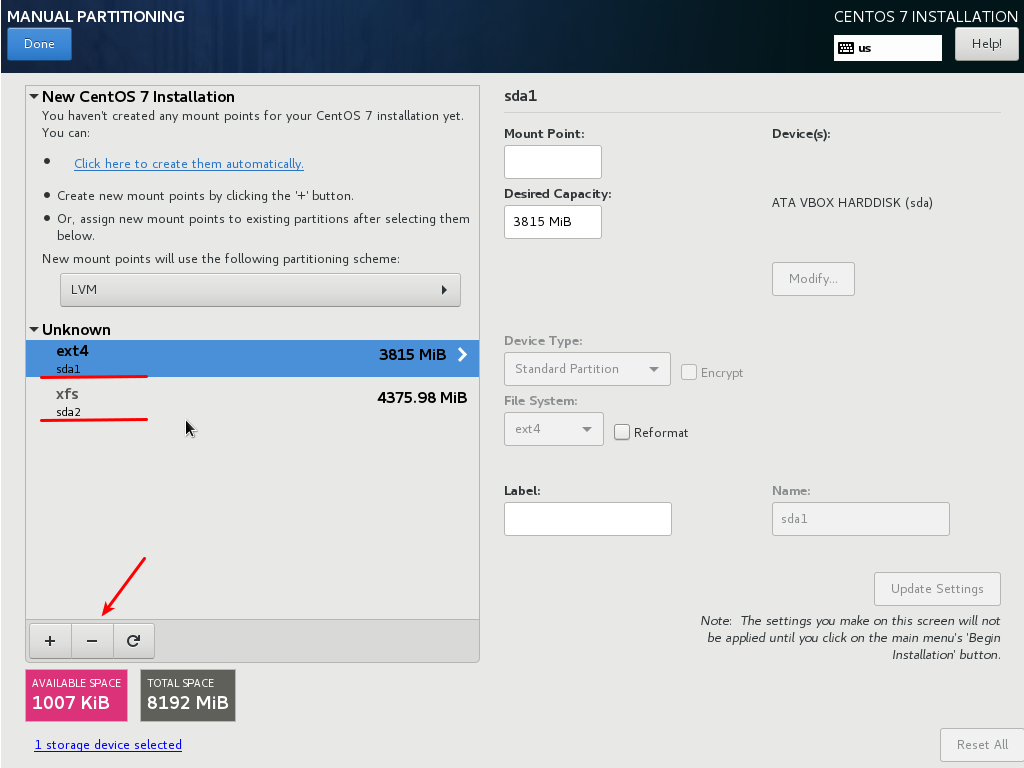 MANUAL PARTITIONING
CENTOS 7 INSTALLATION
Done
us
Help!
New CentOS 7 Installation
You haven't created any mount points for your CentOS 7 installation yet.
You can:
• Click here to create them automatically.
• Create new mount points by clicking the '+' button.
• Or, assign new mount points to existing partitions after selecting them
below.
New mount points will use the following partitioning scheme:
LVM
Unknown
ext4
3815 MiB
sda1
xfs
4375.98 MiB
sda2
+ −
AVAILABLE SPACE
1007 KiB
TOTAL SPACE
8192 MiB
1 storage device selected
sda1
Mount Point:
Device(s):
Desired Capacity:
3815 MiB
ATA VBOX HARDDISK (sda)
Modify...
Device Type:
Standard Partition
Encrypt
File System:
ext4
Reformat
Label:
Name:
sda1
Update Settings
Note: The settings you make on this screen will not
be applied until you click on the main menu's 'Begin
Installation' button.
Reset All